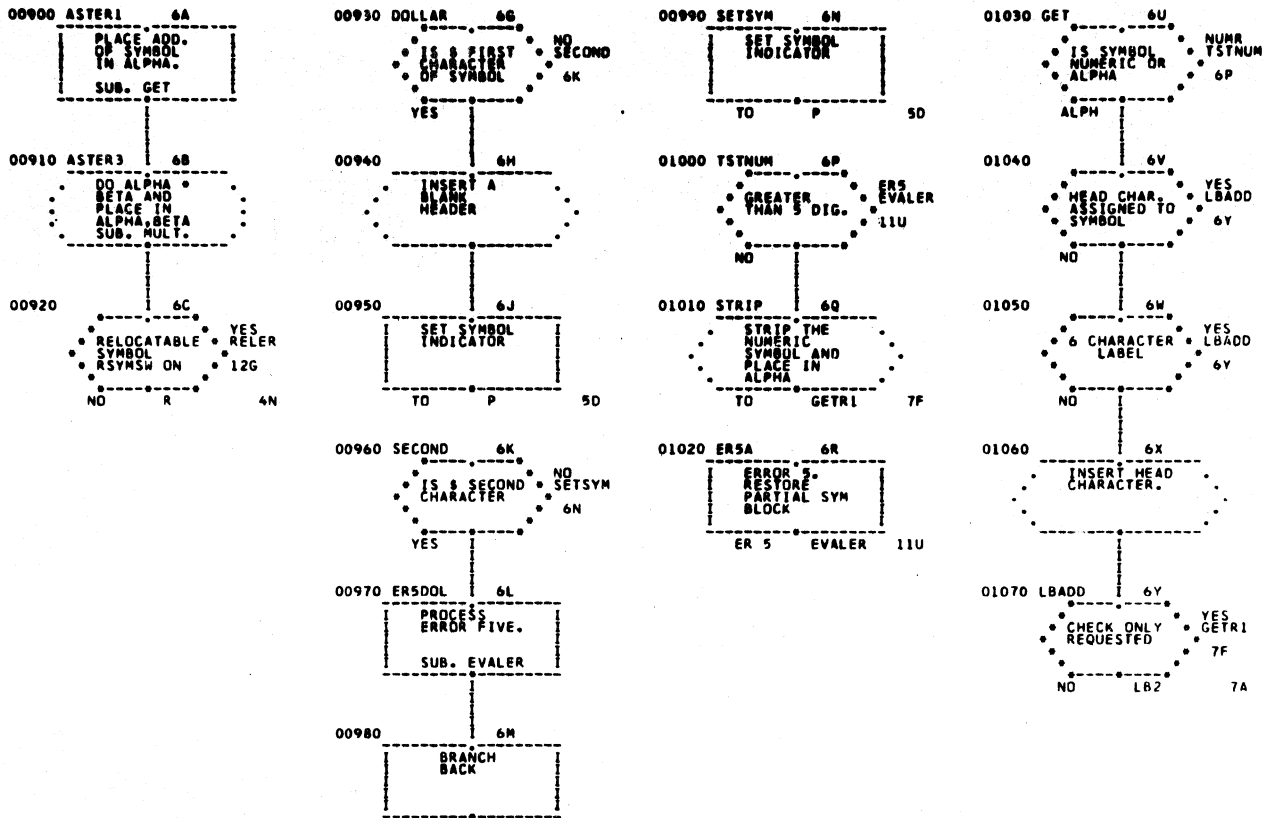 00900 ASTER1 6A
PLACE ADD.
OF SYMBOL
IN ALPHA.
SUB. GET
00910 ASTER3 6B
DO ALPHA *
BETA AND
PLACE IN
ALPHA,BETA
SUB. MULT.
00920 6C
RELOCATABLE
SYMBOL
RSYMSW ON
YES
RELER
12G
NO R 4N
00930 DOLLAR 6G
IS $ FIRST
CHARACTER
OF SYMBOL
NO
SECOND
6K
YES
00940 6H
INSERT A
BLANK
HEADER
00950 6J
SET SYMBOL
INDICATOR
TO P 5D
00960 SECOND 6K
IS $ SECOND
CHARACTER
NO
SETSYM
6N
YES
00970 ER5DOL 6L
PROCESS
ERROR FIVE.
SUB. EVALER
00980 6M
BRANCH
BACK
00990 SETSYM 6N
SET SYMBOL
INDICATOR
TO P 5D
01000 TSTNUM 6P
GREATER
THAN 5 DIG.
ER5
EVALER
11U
NO
01010 STRIP 6Q
STRIP THE
NUMERIC
SYMBOL AND
PLACE IN
ALPHA
TO GETR1 7F
01020 ER5A 6R
ERROR 5.
RESTORE
PARTIAL SYM
BLOCK
ER 5 EVALER 11U
01030 GET 6U
IS SYMBOL
NUMERIC OR
ALPHA
NUMR
TSTNUM
6P
ALPH
01040 6V
HEAD CHAR.
ASSIGNED TO
SYMBOL
YES
LBADD
6Y
NO
01050 6W
6 CHARACTER
LABEL
YES
LBADD
6Y
NO
01060 6X
INSERT HEAD
CHARACTER.
01070 LBADD 6Y
CHECK ONLY
REQUESTED
YES
GETR1
7F
NO LB2 7A